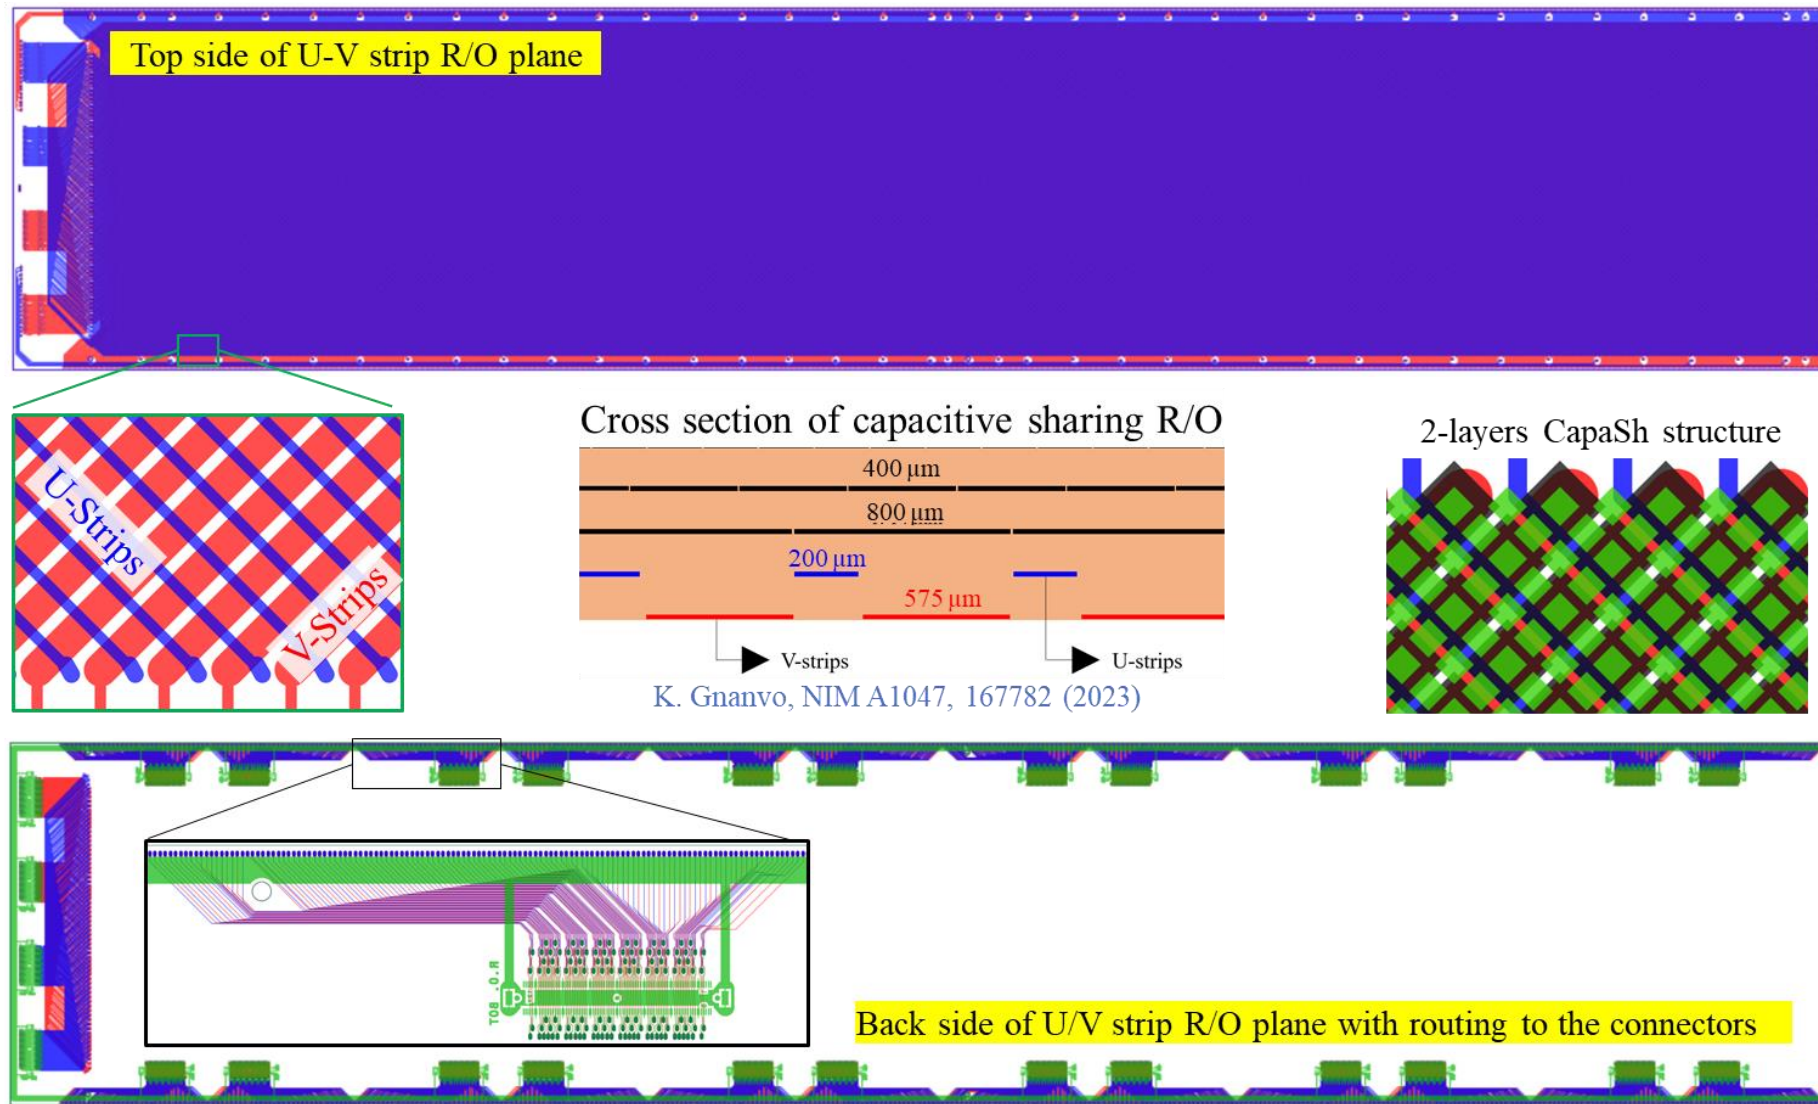 Top side of U-V strip R/O plane
U-Strips
V-Strips
Cross section of capacitive sharing R/O
400 µm
800 µm
200 µm
575 µm
V-strips
U-strips
K. Gnanvo, NIM A1047, 167782 (2023)
2-layers CapaSh structure
Back side of U/V strip R/O plane with routing to the connectors